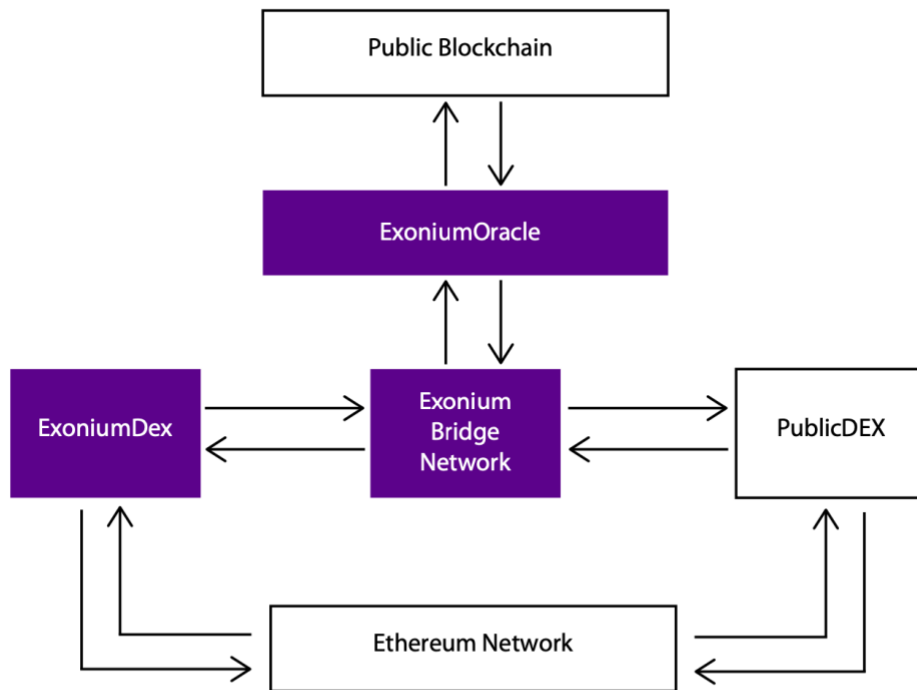 Public Blockchain
ExoniumOracle
ExoniumDex
Exonium
Bridge
Network
PublicDEX
Ethereum Network